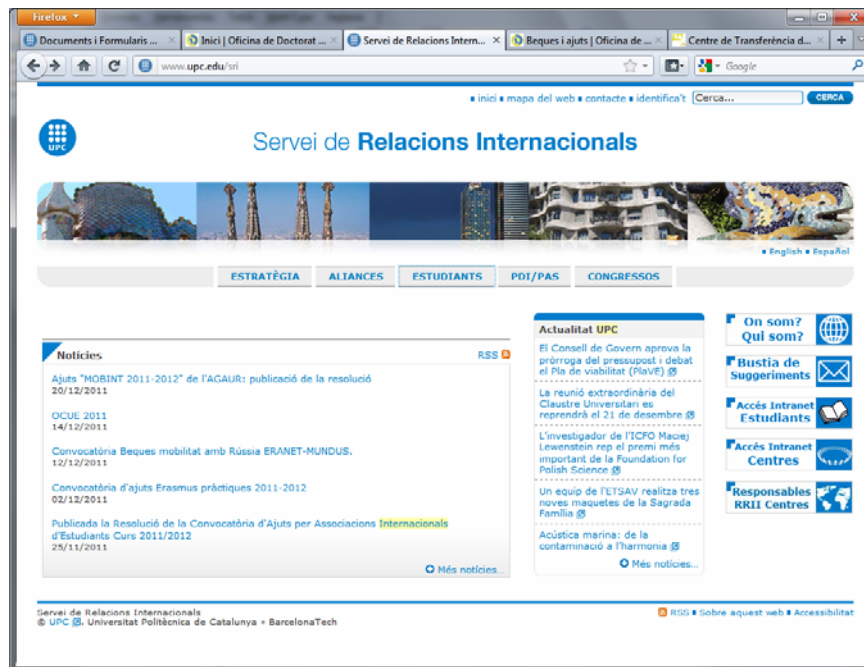 Firefox
Documents i Formularis ...
Inici | Oficina de Doctorat ...
Servei de Relacions Intern...
Beques i ajuts | Oficina de ...
Centre de Transferència d...
www.upc.edu/sri
Google
inici mapa del web contacte identifica't Cerca... CERCA
UPC
Servei de Relacions Internacionals
English Español
ESTRATÈGIA ALIANCES ESTUDIANTS PDI/PAS CONGRESSOS
Notícies RSS
Ajuts "MOBINT 2011-2012" de l'AGAUR: publicació de la resolució
20/12/2011
OCUE 2011
14/12/2011
Convocatòria Beques mobilitat amb Rússia ERANET-MUNDUS.
12/12/2011
Convocatòria d'ajuts Erasmus pràctiques 2011-2012
02/12/2011
Publicada la Resolució de la Convocatòria d'Ajuts per Associacions Internacionals
d'Estudiants Curs 2011/2012
25/11/2011
Més notícies...
Actualitat UPC
El Consell de Govern aprova la
pròrroga del pressupost i debat
el Pla de viabilitat (PlaVE)
La reunió extraordinària del
Claustre Universitari es
reprendrà el 21 de desembre
L'investigador de l'ICFO Maciej
Lewenstein rep el premi més
important de la Foundation for
Polish Science
Un equip de l'ETSAV realitza tres
noves maquetes de la Sagrada
Família
Acústica marina: de la
contaminació a l'harmonia
Més notícies...
On som?
Qui som?
Bustia de
Suggeriments
Accés Intranet
Estudiants
Accés Intranet
Centres
Responsables
RRII Centres
Servei de Relacions Internacionals
© UPC . Universitat Politècnica de Catalunya • BarcelonaTech
RSS Sobre aquest web Accessibilitat